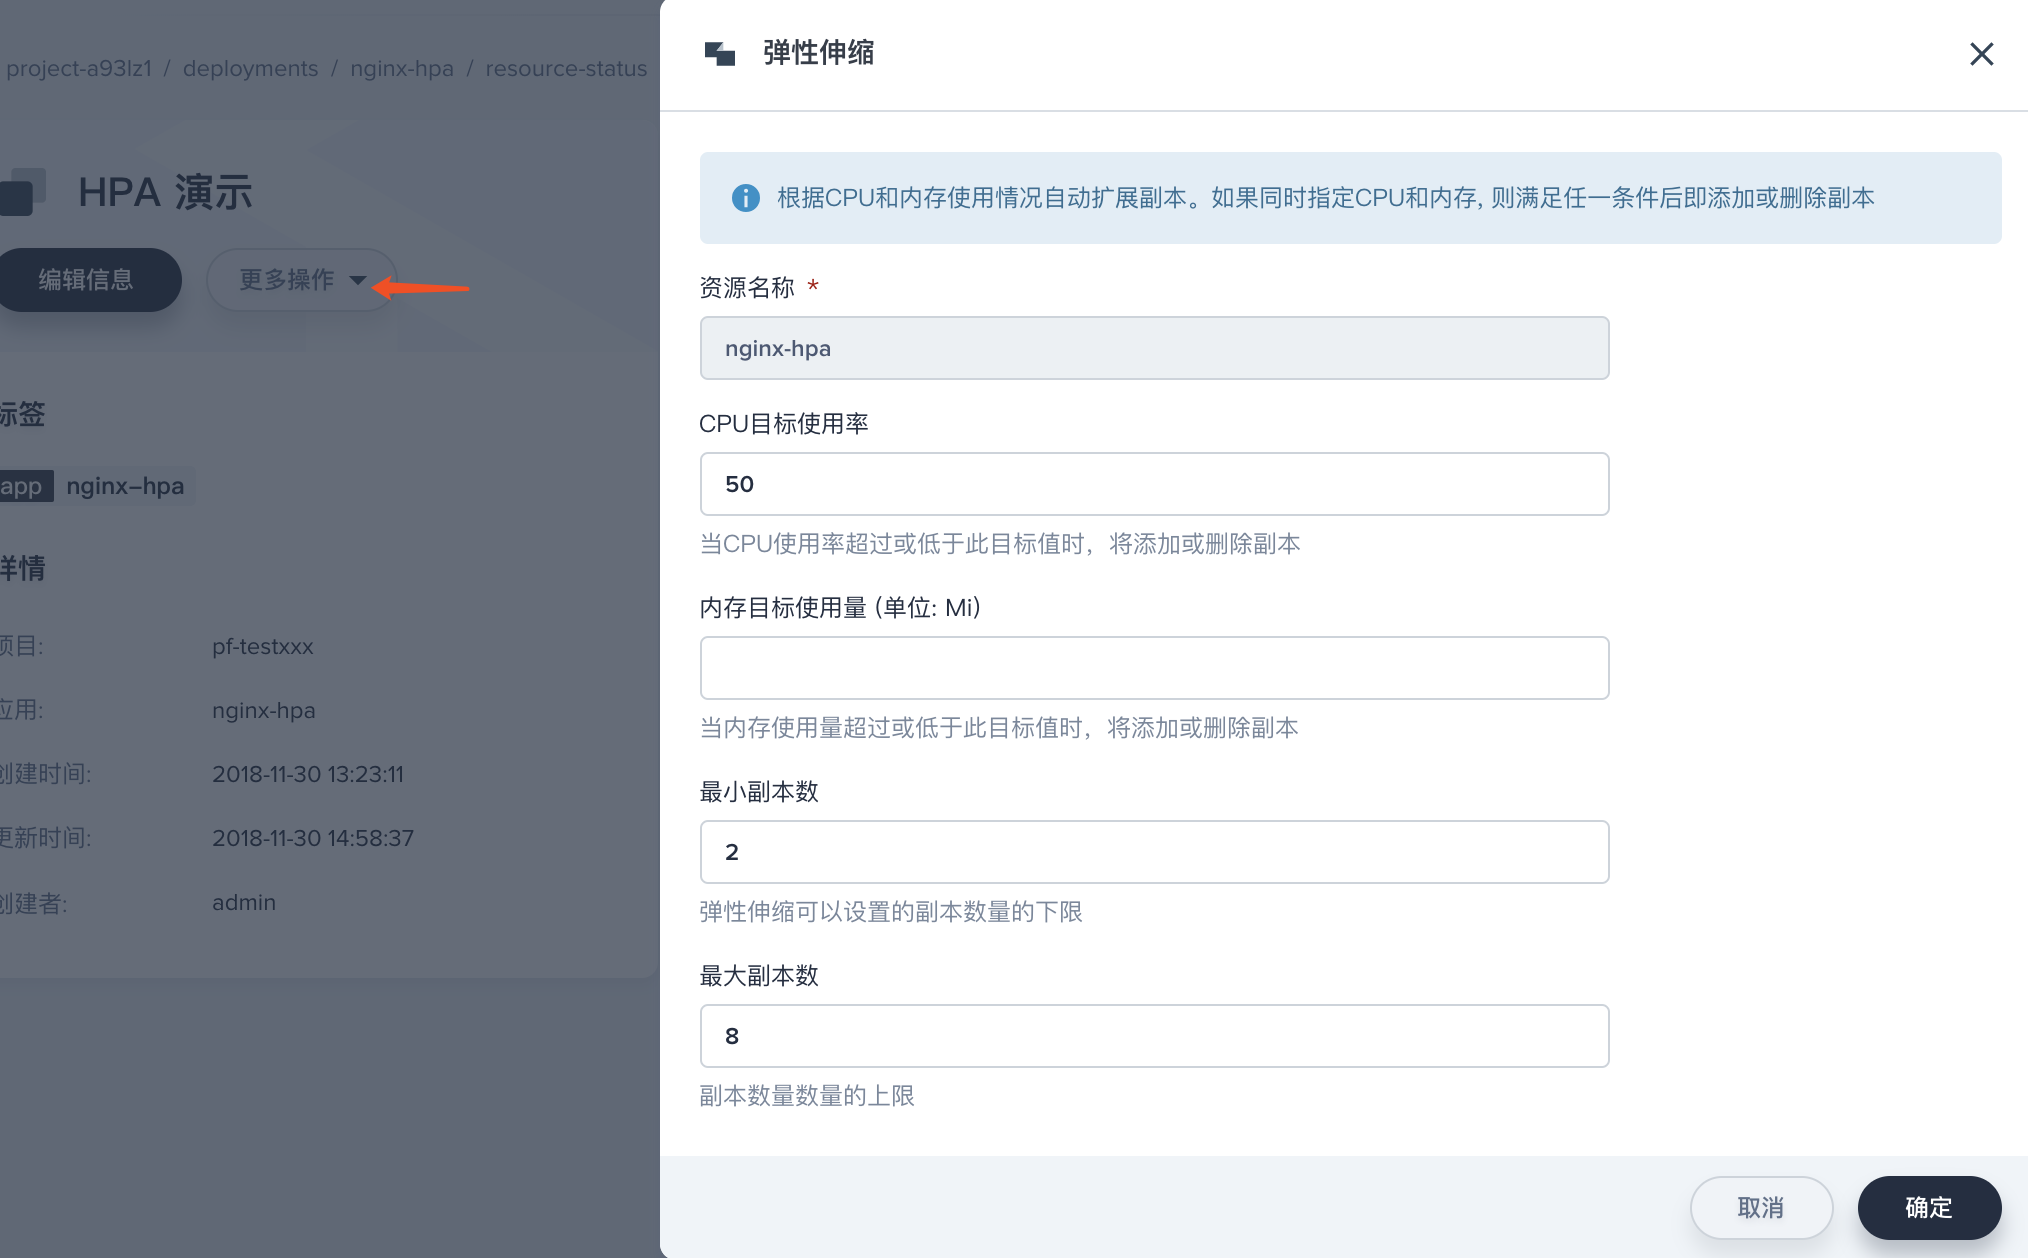 project-a93lz1 / deployments / nginx-hpa / resource-status
HPA 演示
编辑信息
更多操作
标签
app nginx-hpa
详情
项目: pf-testxxx
应用: nginx-hpa
创建时间: 2018-11-30 13:23:11
更新时间: 2018-11-30 14:58:37
创建者: admin
弹性伸缩
根据CPU和内存使用情况自动扩展副本。如果同时指定CPU和内存, 则满足任一条件后即添加或删除副本
资源名称 *
nginx-hpa
CPU目标使用率
50
当CPU使用率超过或低于此目标值时，将添加或删除副本
内存目标使用量 (单位: Mi)
当内存使用量超过或低于此目标值时，将添加或删除副本
最小副本数
2
弹性伸缩可以设置的副本数量的下限
最大副本数
8
副本数量数量的上限
取消
确定